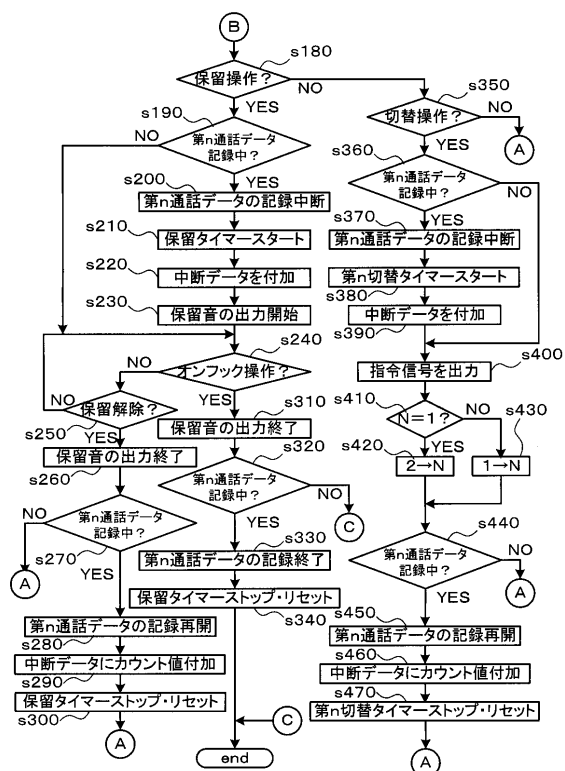 B
s180
保留操作？
NO
YES
s190
第n通話データ
記録中？
NO
YES
s200
第n通話データの記録中断
s210
保留タイマースタート
s220
中断データを付加
s230
保留音の出力開始
s240
オンフック操作？
NO
YES
保留解除？
NO
s250
YES
保留音の出力終了
s260
第n通話データ
記録中？
NO
s270
A
YES
第n通話データの記録再開
s280
中断データにカウント値付加
s290
保留タイマーストップ・リセット
s300
A
s310
保留音の出力終了
s320
第n通話データ
記録中？
NO
C
YES
s330
第n通話データの記録終了
保留タイマーストップ・リセット
s340
C
end
s350
切替操作？
NO
A
YES
s360
第n通話データ
記録中？
NO
YES
s370
第n通話データの記録中断
第n切替タイマースタート
s380
中断データを付加
s390
s400
指令信号を出力
s410
N＝1？
NO
YES
s420
2→N
s430
1→N
s440
第n通話データ
記録中？
NO
A
YES
s450
第n通話データの記録再開
s460
中断データにカウント値付加
s470
第n切替タイマーストップ・リセット
A